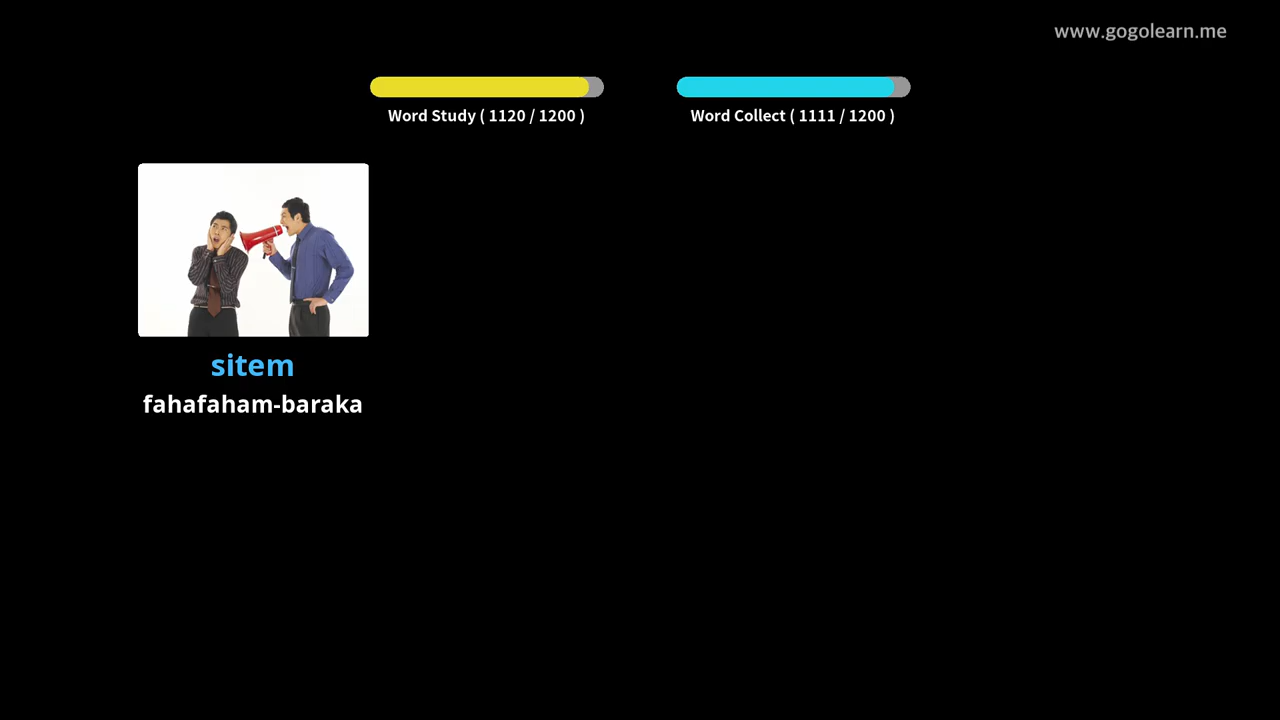 www.gogolearn.me
Word Study ( 1120 / 1200 )
Word Collect ( 1111 / 1200 )
sitem
fahafaham-baraka